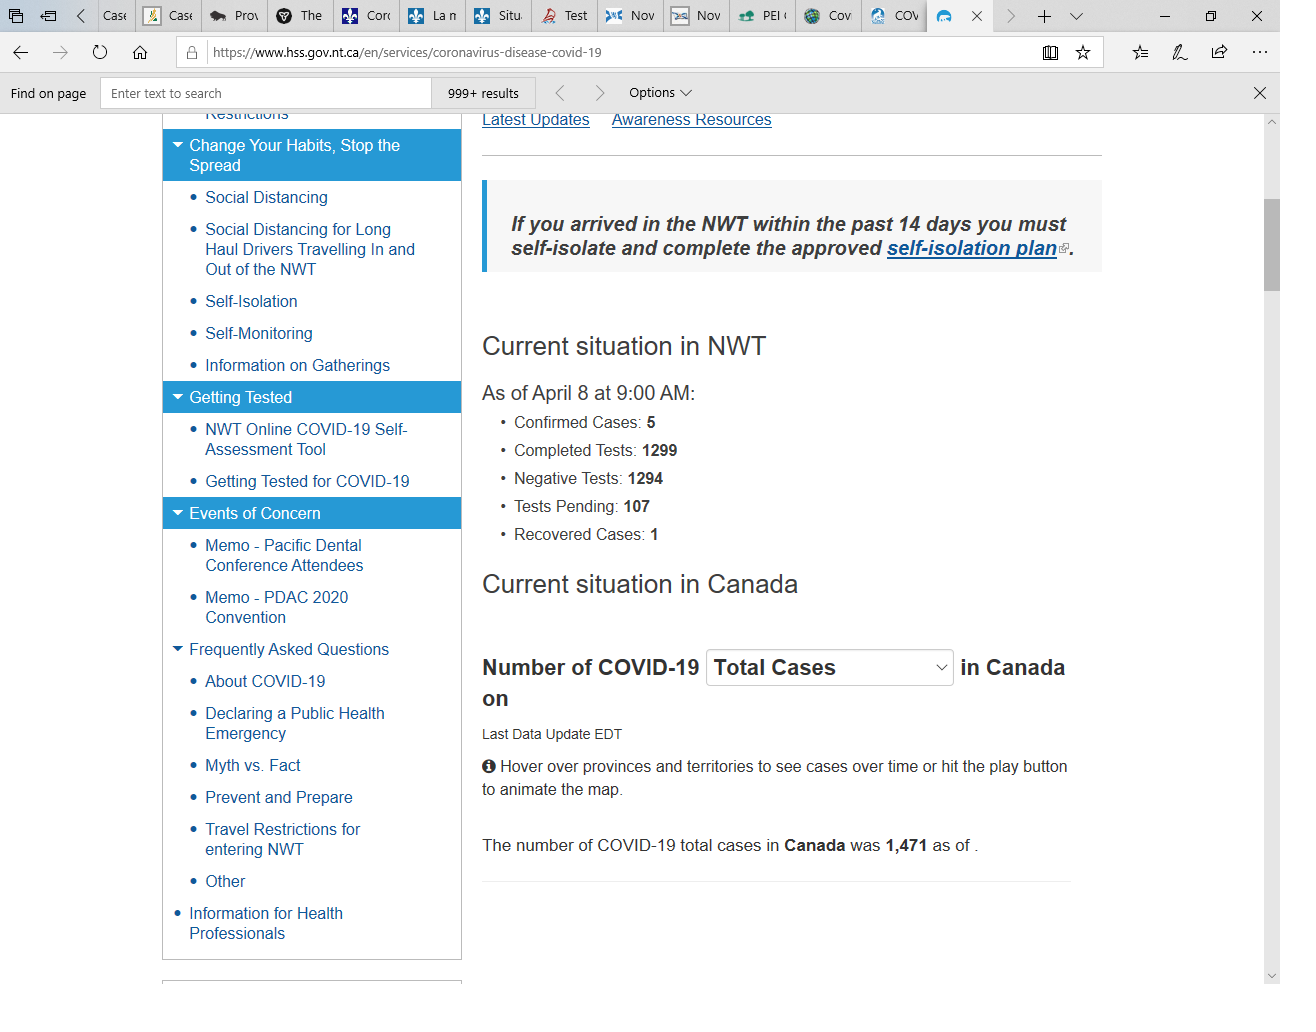 Case
Case
Prov
The
Coro
La m
Situ
Test
Nov
Nov
PEI
Cov
COV
https://www.hss.gov.nt.ca/en/services/coronavirus-disease-covid-19
Find on page
Enter text to search
999+ results
Options
Restrictions
Change Your Habits, Stop the
Spread
• Social Distancing
• Social Distancing for Long
Haul Drivers Travelling In and
Out of the NWT
• Self-Isolation
• Self-Monitoring
• Information on Gatherings
Getting Tested
• NWT Online COVID-19 Self-
Assessment Tool
• Getting Tested for COVID-19
Events of Concern
• Memo - Pacific Dental
Conference Attendees
• Memo - PDAC 2020
Convention
Frequently Asked Questions
• About COVID-19
• Declaring a Public Health
Emergency
• Myth vs. Fact
• Prevent and Prepare
• Travel Restrictions for
entering NWT
• Other
• Information for Health
Professionals
Latest Updates Awareness Resources
If you arrived in the NWT within the past 14 days you must
self-isolate and complete the approved self-isolation plan.
Current situation in NWT
As of April 8 at 9:00 AM:
• Confirmed Cases: 5
• Completed Tests: 1299
• Negative Tests: 1294
• Tests Pending: 107
• Recovered Cases: 1
Current situation in Canada
Number of COVID-19 Total Cases in Canada
on
Last Data Update EDT
Hover over provinces and territories to see cases over time or hit the play button
to animate the map.
The number of COVID-19 total cases in Canada was 1,471 as of .